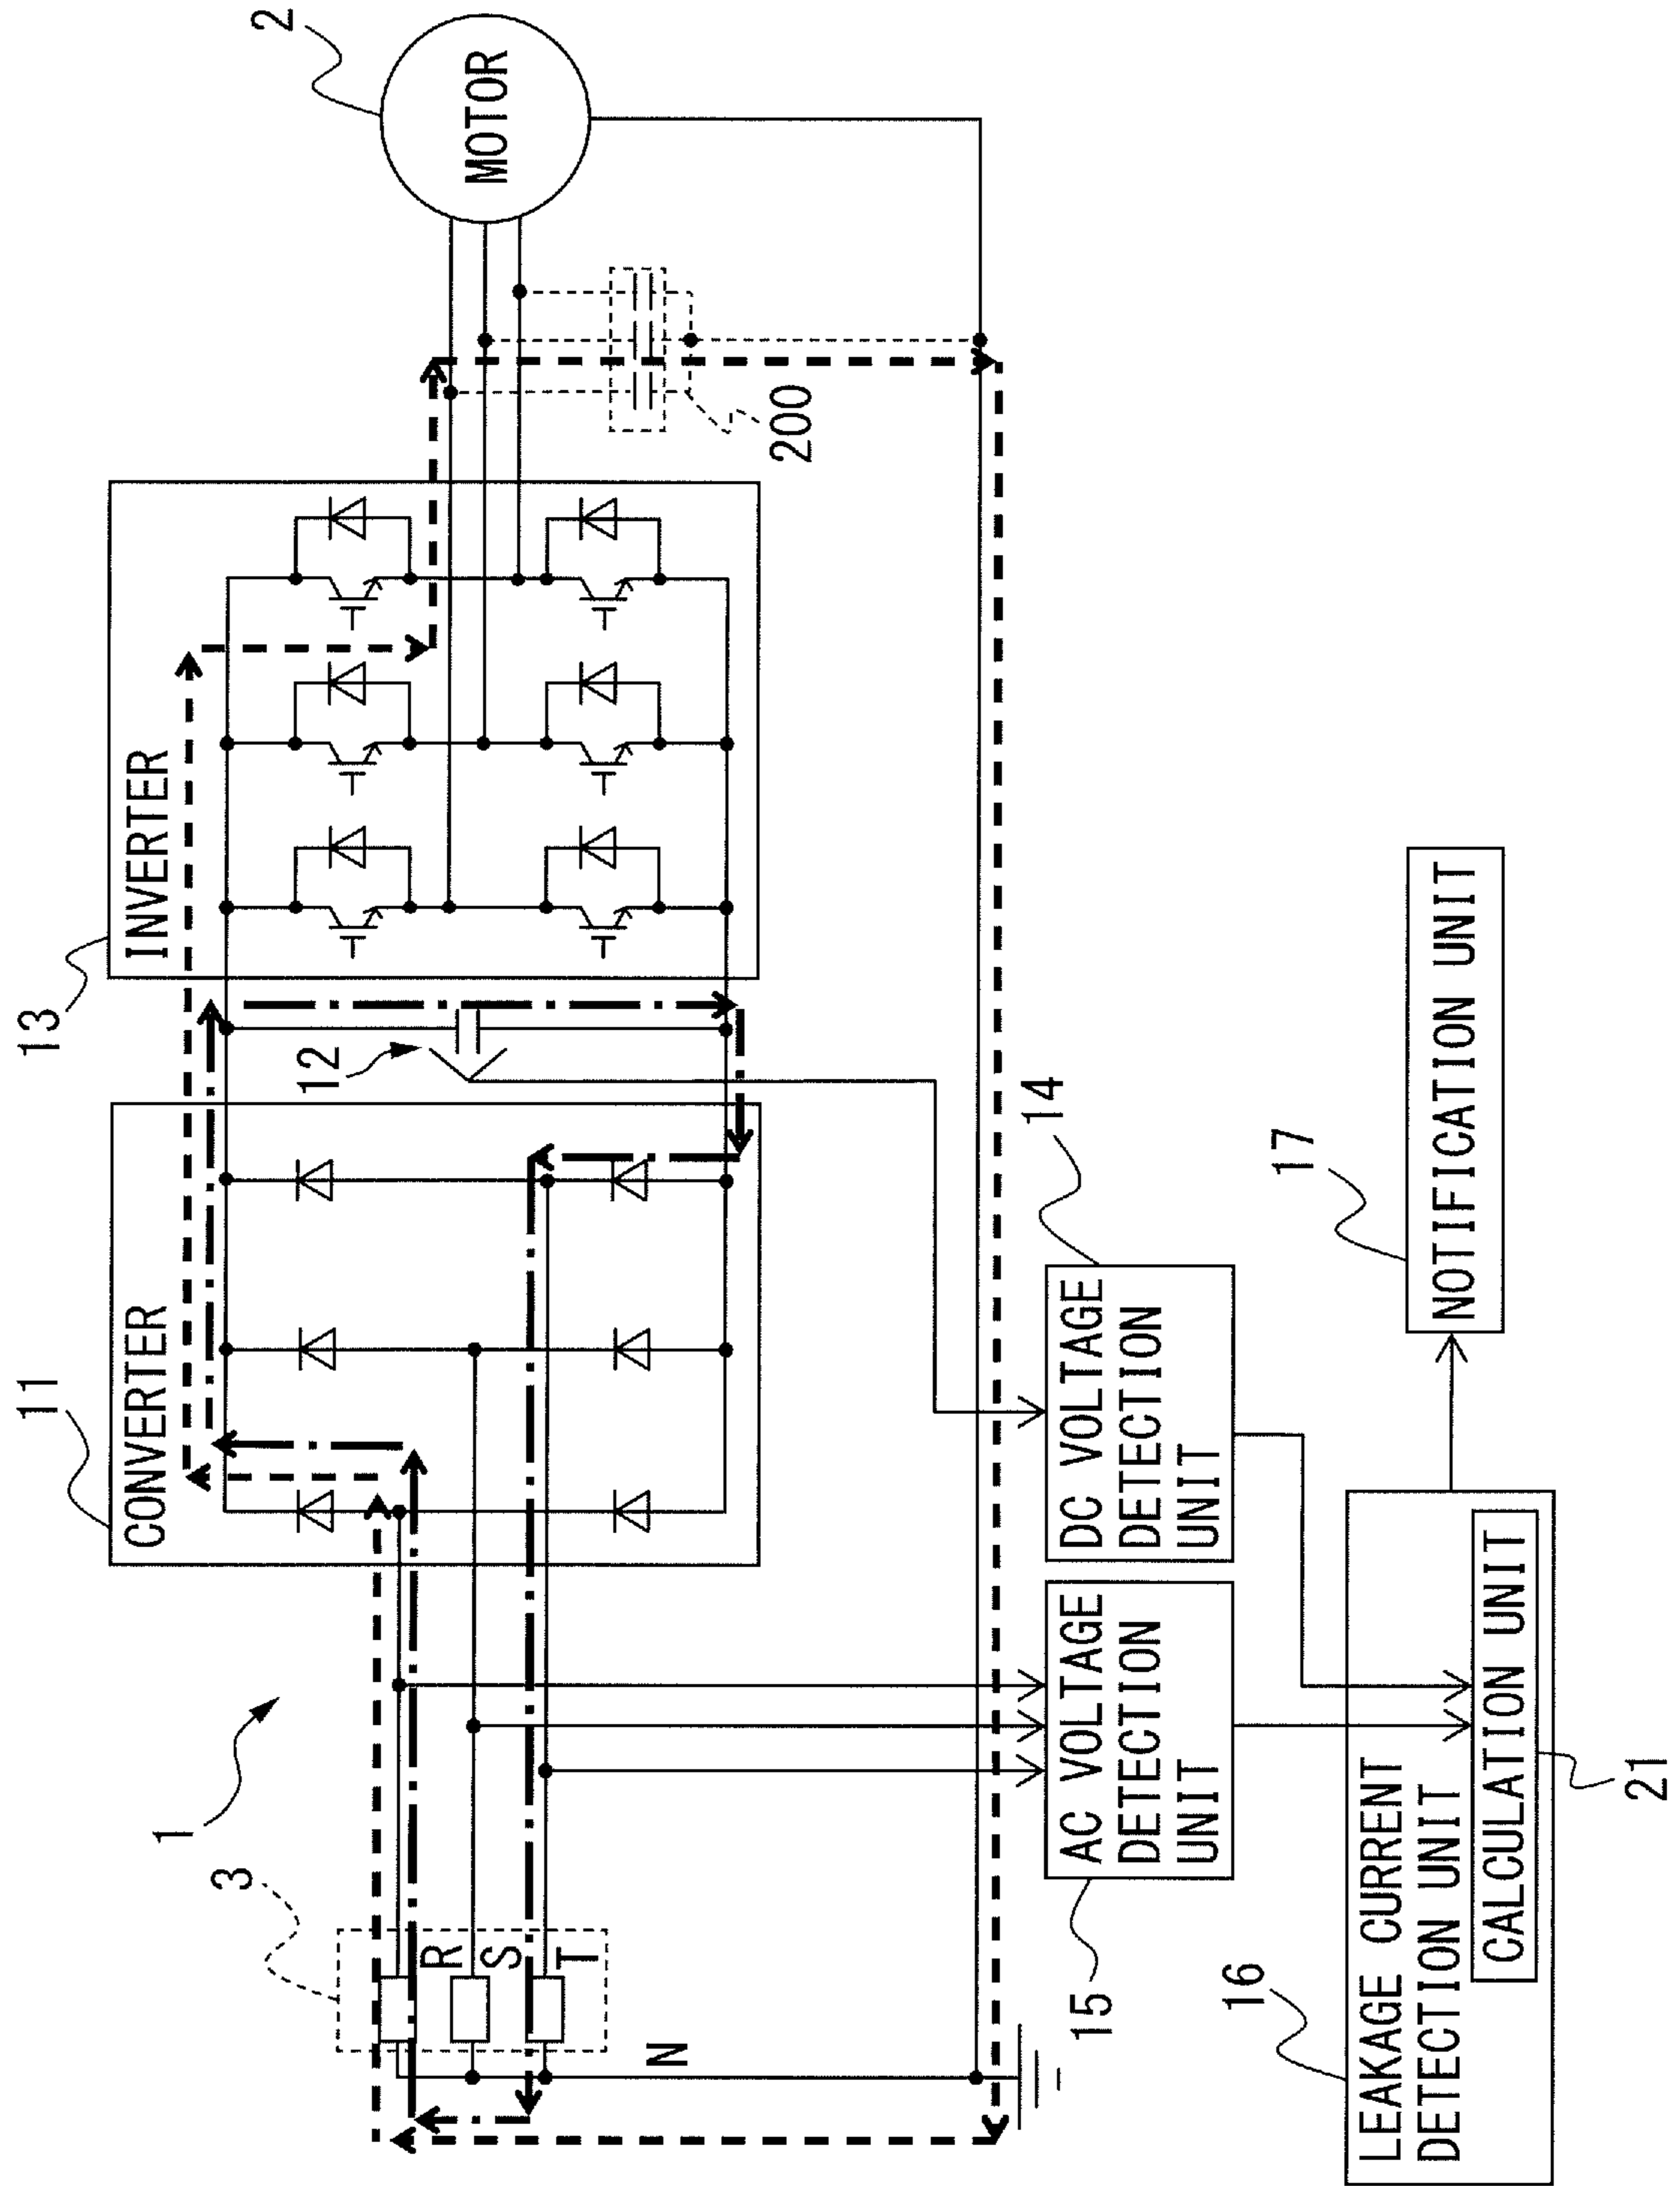 1
3
R
S
T
N
11
CONVERTER
12
13
INVERTER
2
MOTOR
200
15
AC VOLTAGE
DETECTION
UNIT
14
DC VOLTAGE
DETECTION
UNIT
16
LEAKAGE CURRENT
DETECTION UNIT
CALCULATION UNIT
21
17
NOTIFICATION UNIT